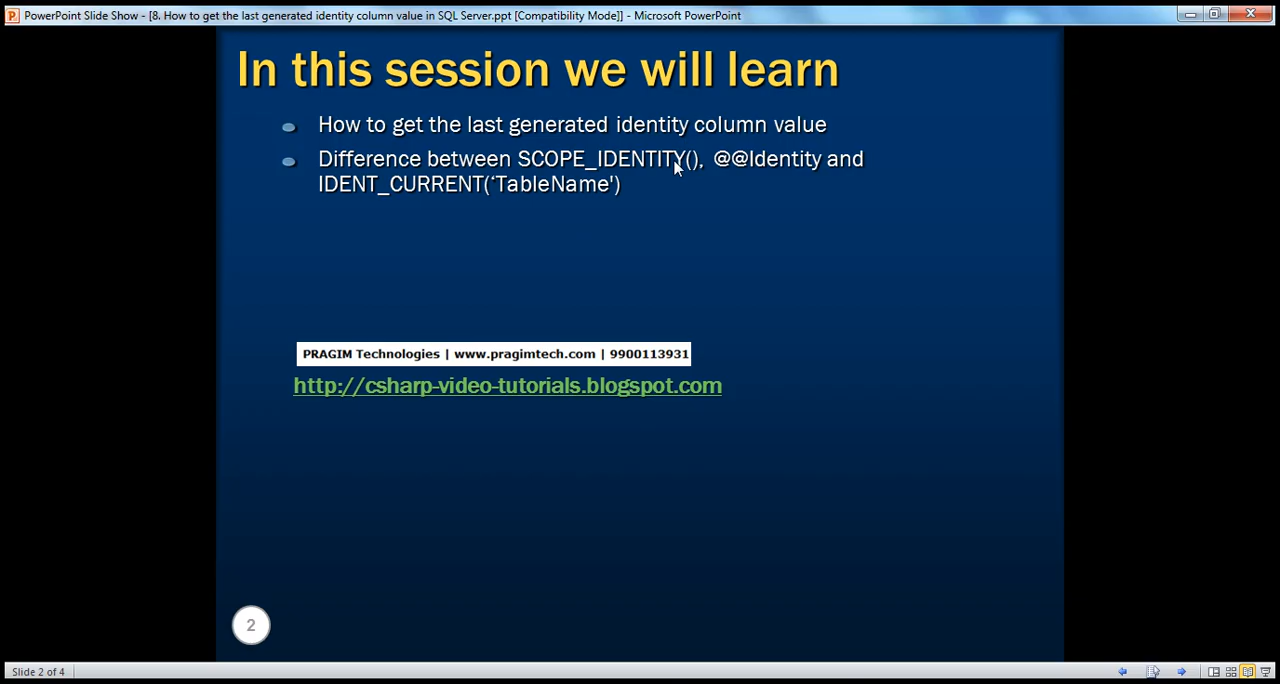 PowerPoint Slide Show - [8. How to get the last generated identity column value in SQL Server.ppt [Compatibility Mode]] - Microsoft PowerPoint
In this session we will learn
How to get the last generated identity column value
Difference between SCOPE_IDENTITY(), @@Identity and
IDENT_CURRENT(‘TableName')
PRAGIM Technologies | www.pragimtech.com | 9900113931
http://csharp-video-tutorials.blogspot.com
2
Slide 2 of 4